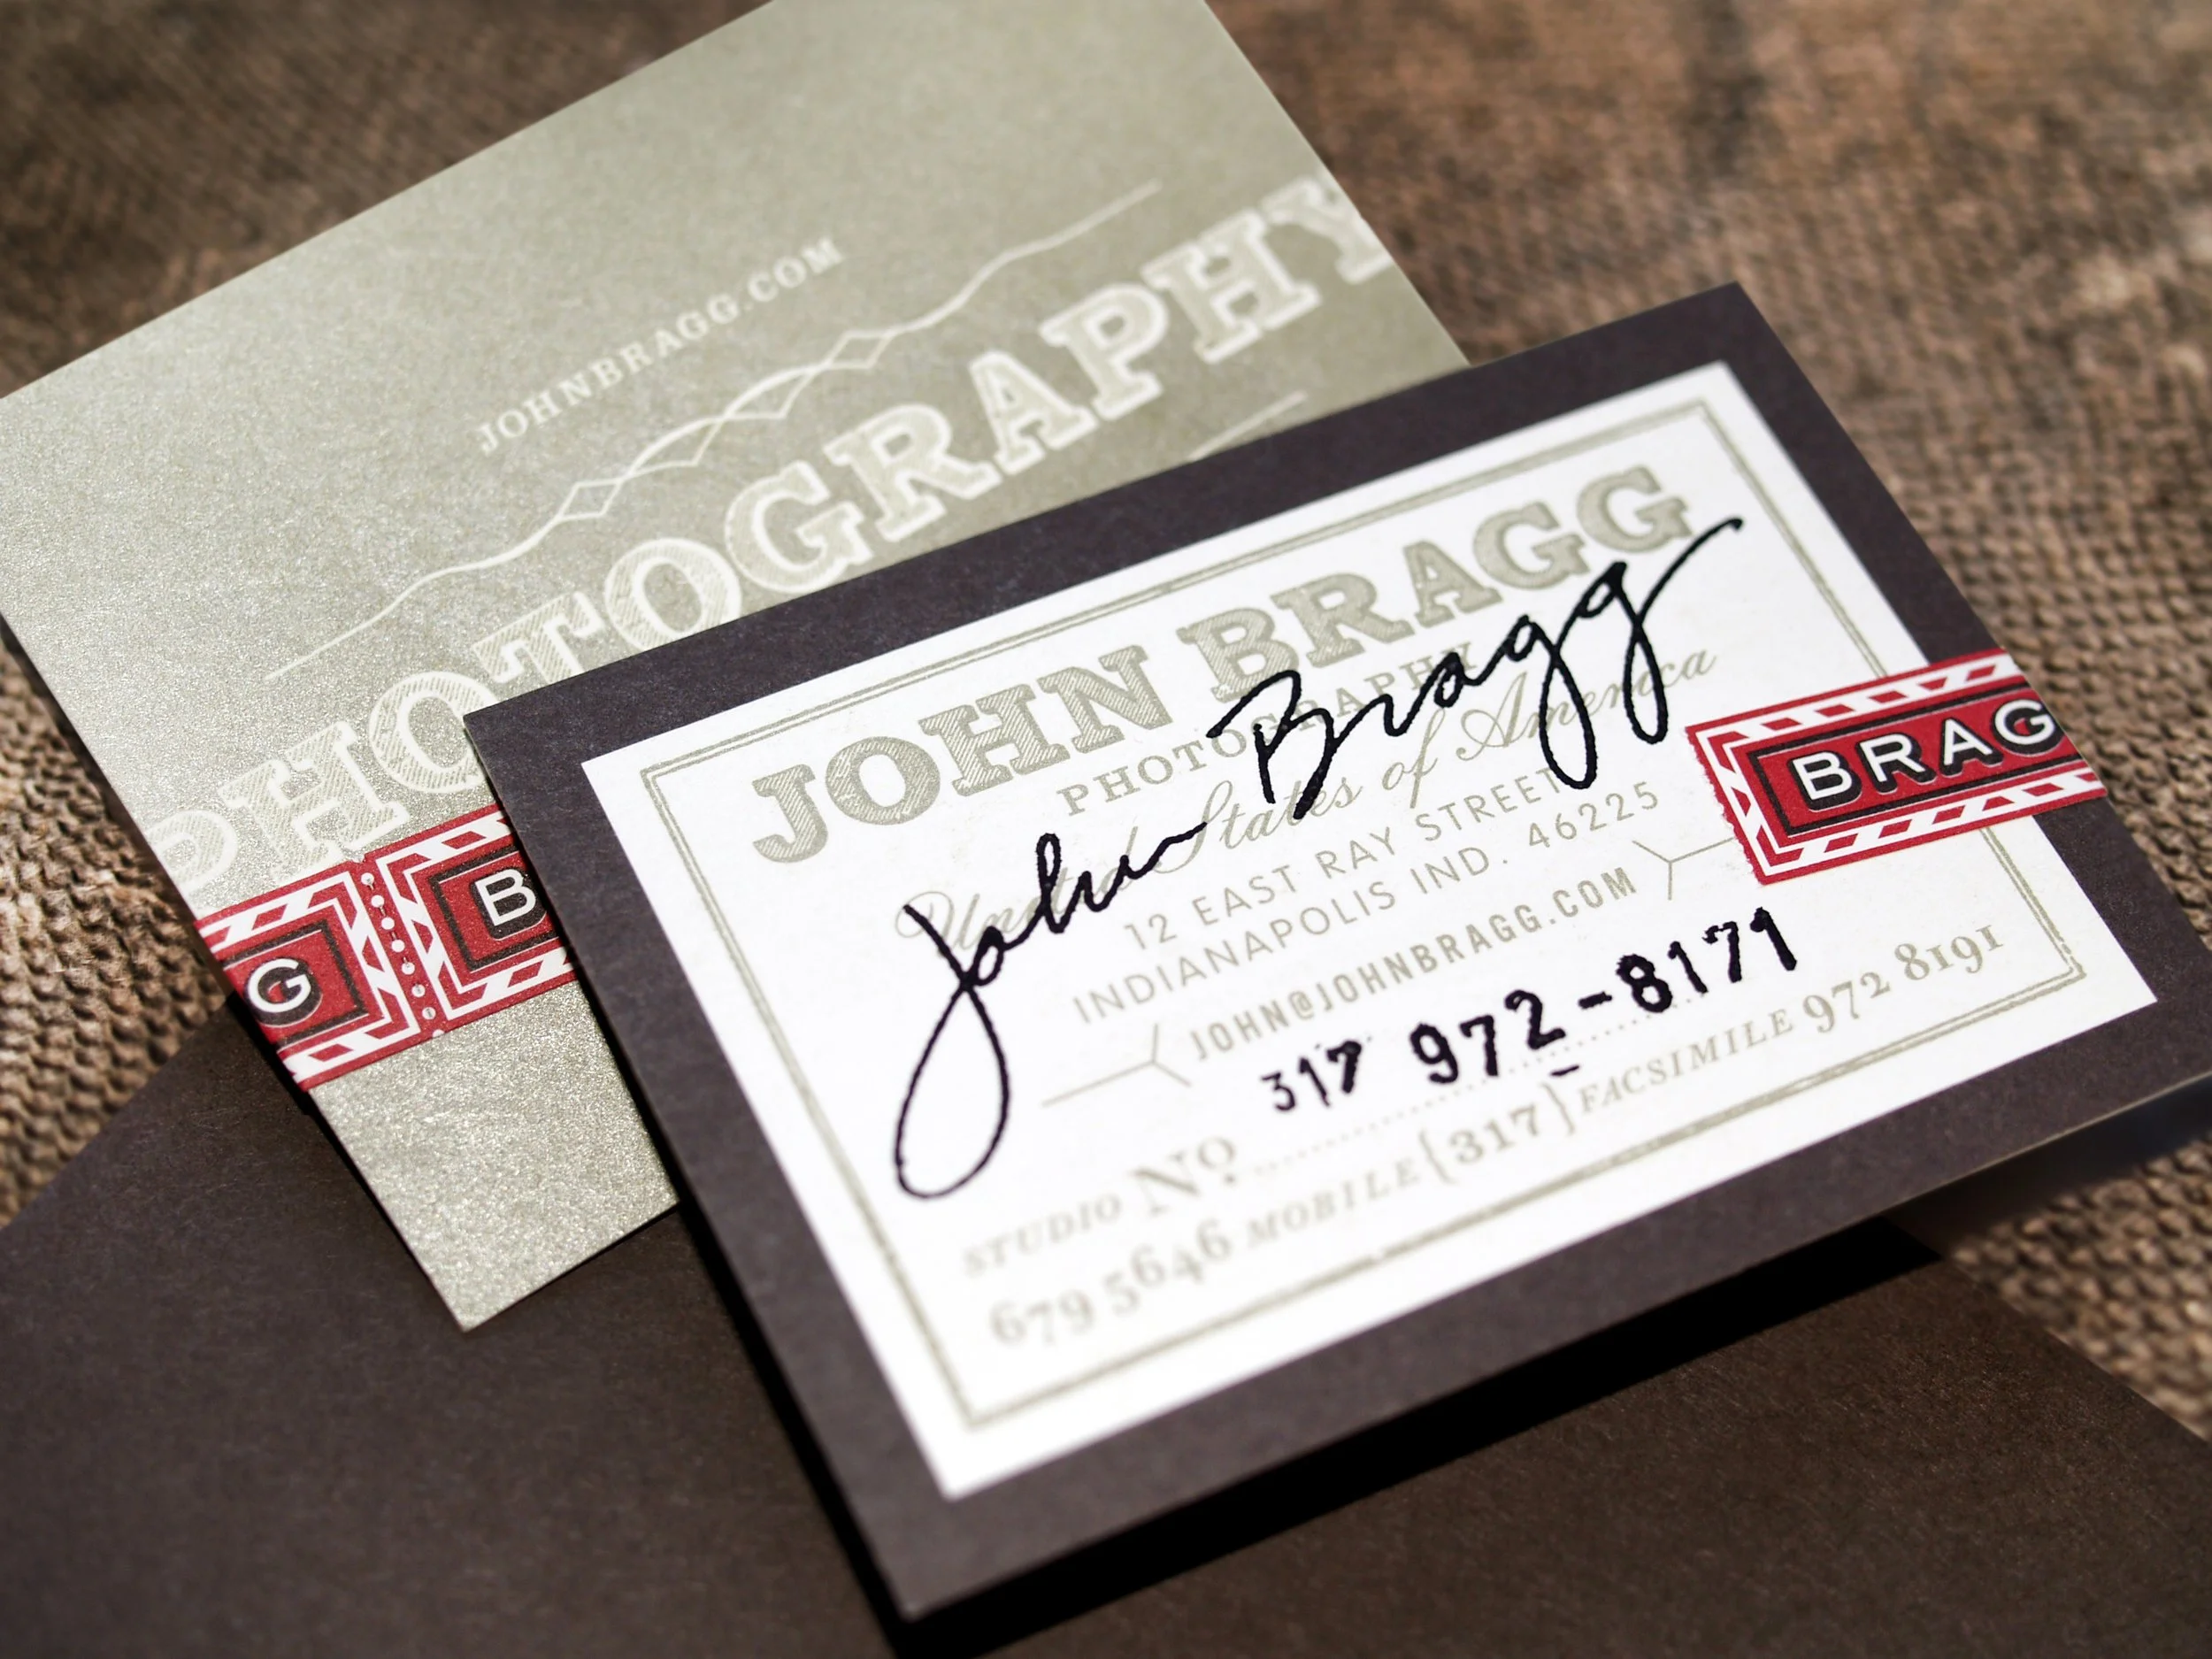 JOHNBRAGG.COM
PHOTOGRAPHY
G
B
JOHN BRAGG
PHOTOGRAPHY
United States of America
John Bragg
12 EAST RAY STREET
INDIANAPOLIS IND. 46225
JOHN@JOHNBRAGG.COM
BRAG
317 972-8171
STUDIO No
679 5646 MOBILE {317} FACSIMILE 972 8191